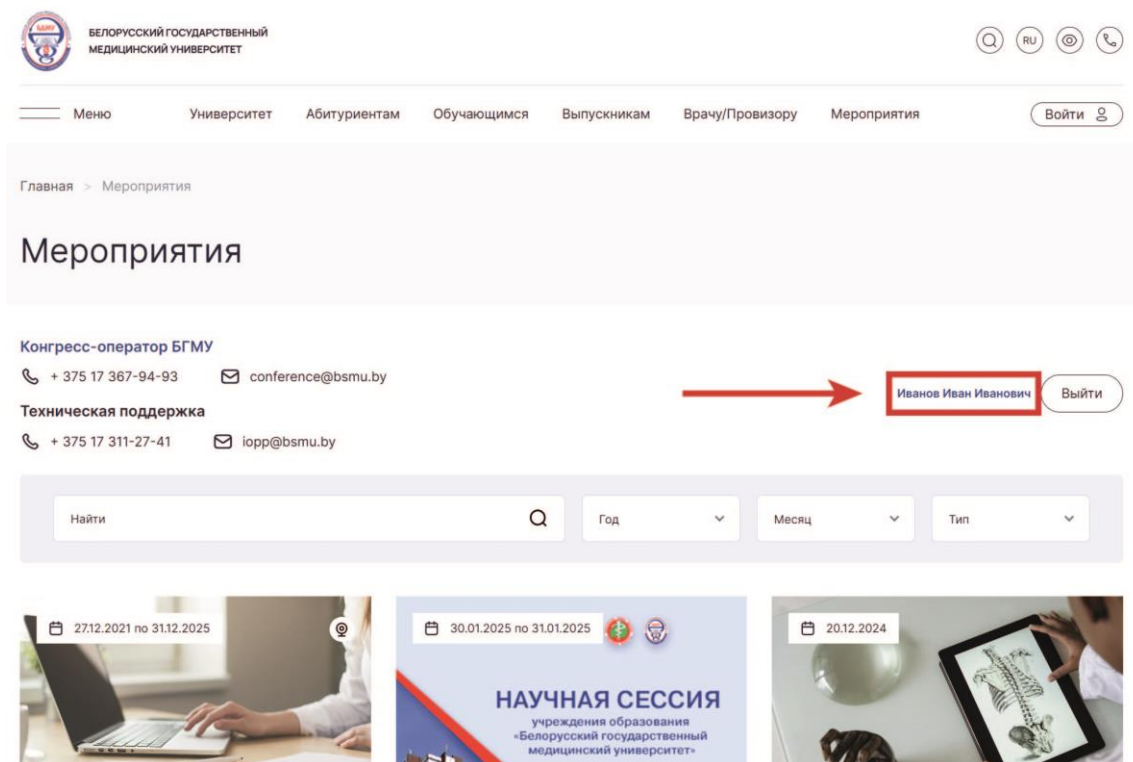 БГМУ
БЕЛОРУССКИЙ ГОСУДАРСТВЕННЫЙ
МЕДИЦИНСКИЙ УНИВЕРСИТЕТ
RU
Меню
Университет
Абитуриентам
Обучающимся
Выпускникам
Врачу/Провизору
Мероприятия
Войти
Главная > Мероприятия
Мероприятия
Конгресс-оператор БГМУ
+ 375 17 367-94-93
conference@bsmu.by
Техническая поддержка
+ 375 17 311-27-41
iopp@bsmu.by
Иванов Иван Иванович
Выйти
Найти
Год
Месяц
Тип
27.12.2021 по 31.12.2025
30.01.2025 по 31.01.2025
20.12.2024
НАУЧНАЯ СЕССИЯ
учреждения образования
«Белорусский государственный
медицинский университет»